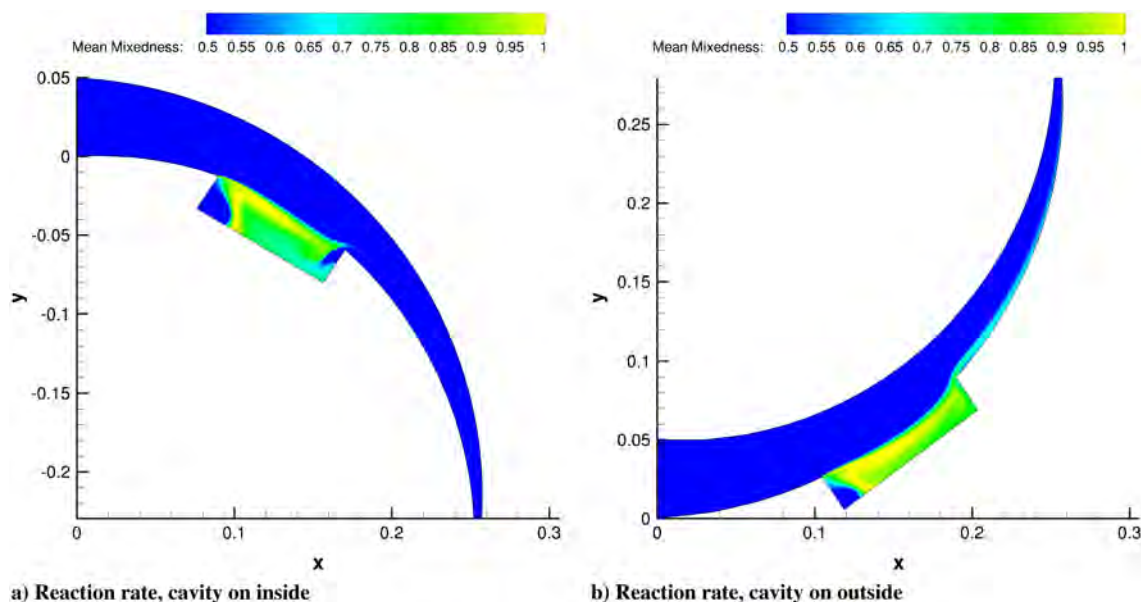 Mean Mixedness: 0.5 0.55 0.6 0.65 0.7 0.75 0.8 0.85 0.9 0.95 1
0.05
0
-0.05
y
-0.1
-0.15
-0.2
0 0.1 0.2 0.3
x
a) Reaction rate, cavity on inside
Mean Mixedness: 0.5 0.55 0.6 0.65 0.7 0.75 0.8 0.85 0.9 0.95 1
0.25
0.2
0.15
y
0.1
0.05
0
0 0.1 0.2 0.3
x
b) Reaction rate, cavity on outside